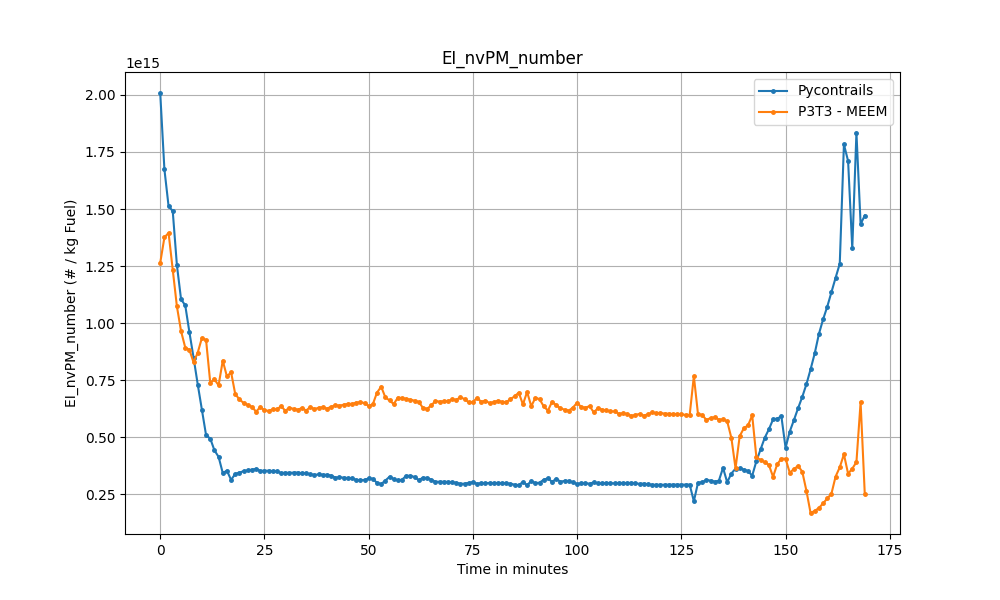 EI_nvPM_number
1e15
Pycontrails
P3T3 - MEEM
EI_nvPM_number (# / kg Fuel)
2.00
1.75
1.50
1.25
1.00
0.75
0.50
0.25
0 25 50 75 100 125 150 175
Time in minutes